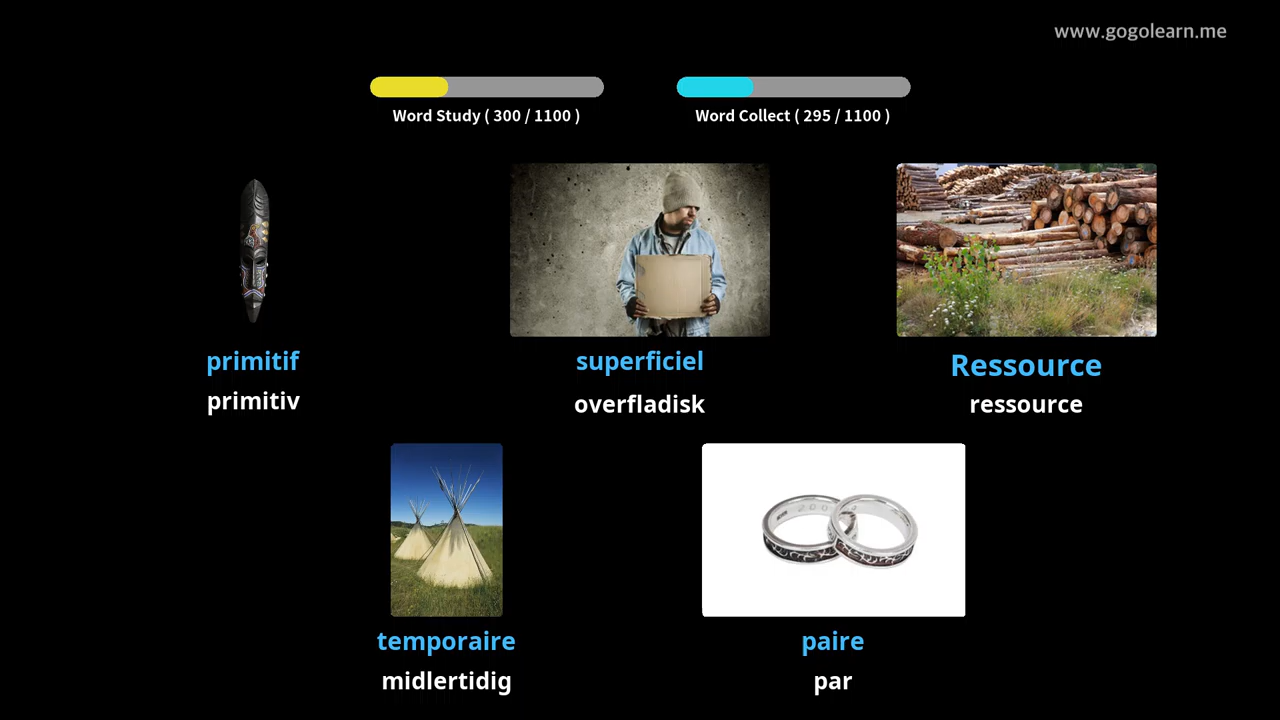 www.gogolearn.me
Word Study ( 300 / 1100 )
Word Collect ( 295 / 1100 )
primitif
primitiv
superficiel
overfladisk
Ressource
ressource
temporaire
midlertidig
paire
par